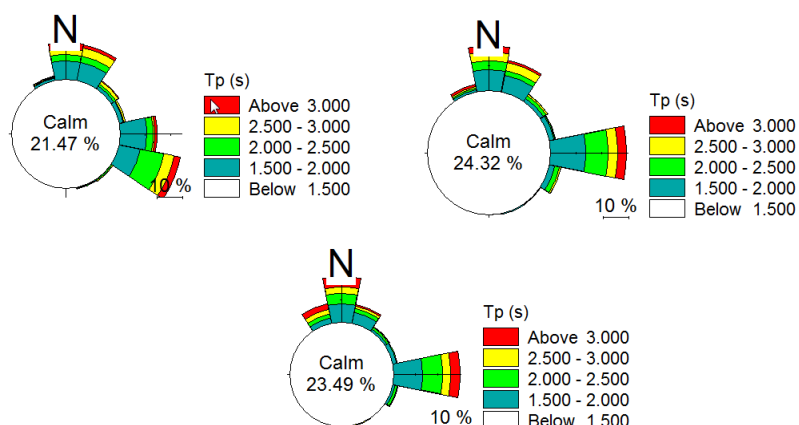 N
Calm
21.47 %
10 %
Tp (s)
Above 3.000
2.500 - 3.000
2.000 - 2.500
1.500 - 2.000
Below 1.500
N
Calm
24.32 %
10 %
Tp (s)
Above 3.000
2.500 - 3.000
2.000 - 2.500
1.500 - 2.000
Below 1.500
N
Calm
23.49 %
10 %
Tp (s)
Above 3.000
2.500 - 3.000
2.000 - 2.500
1.500 - 2.000
Below 1.500